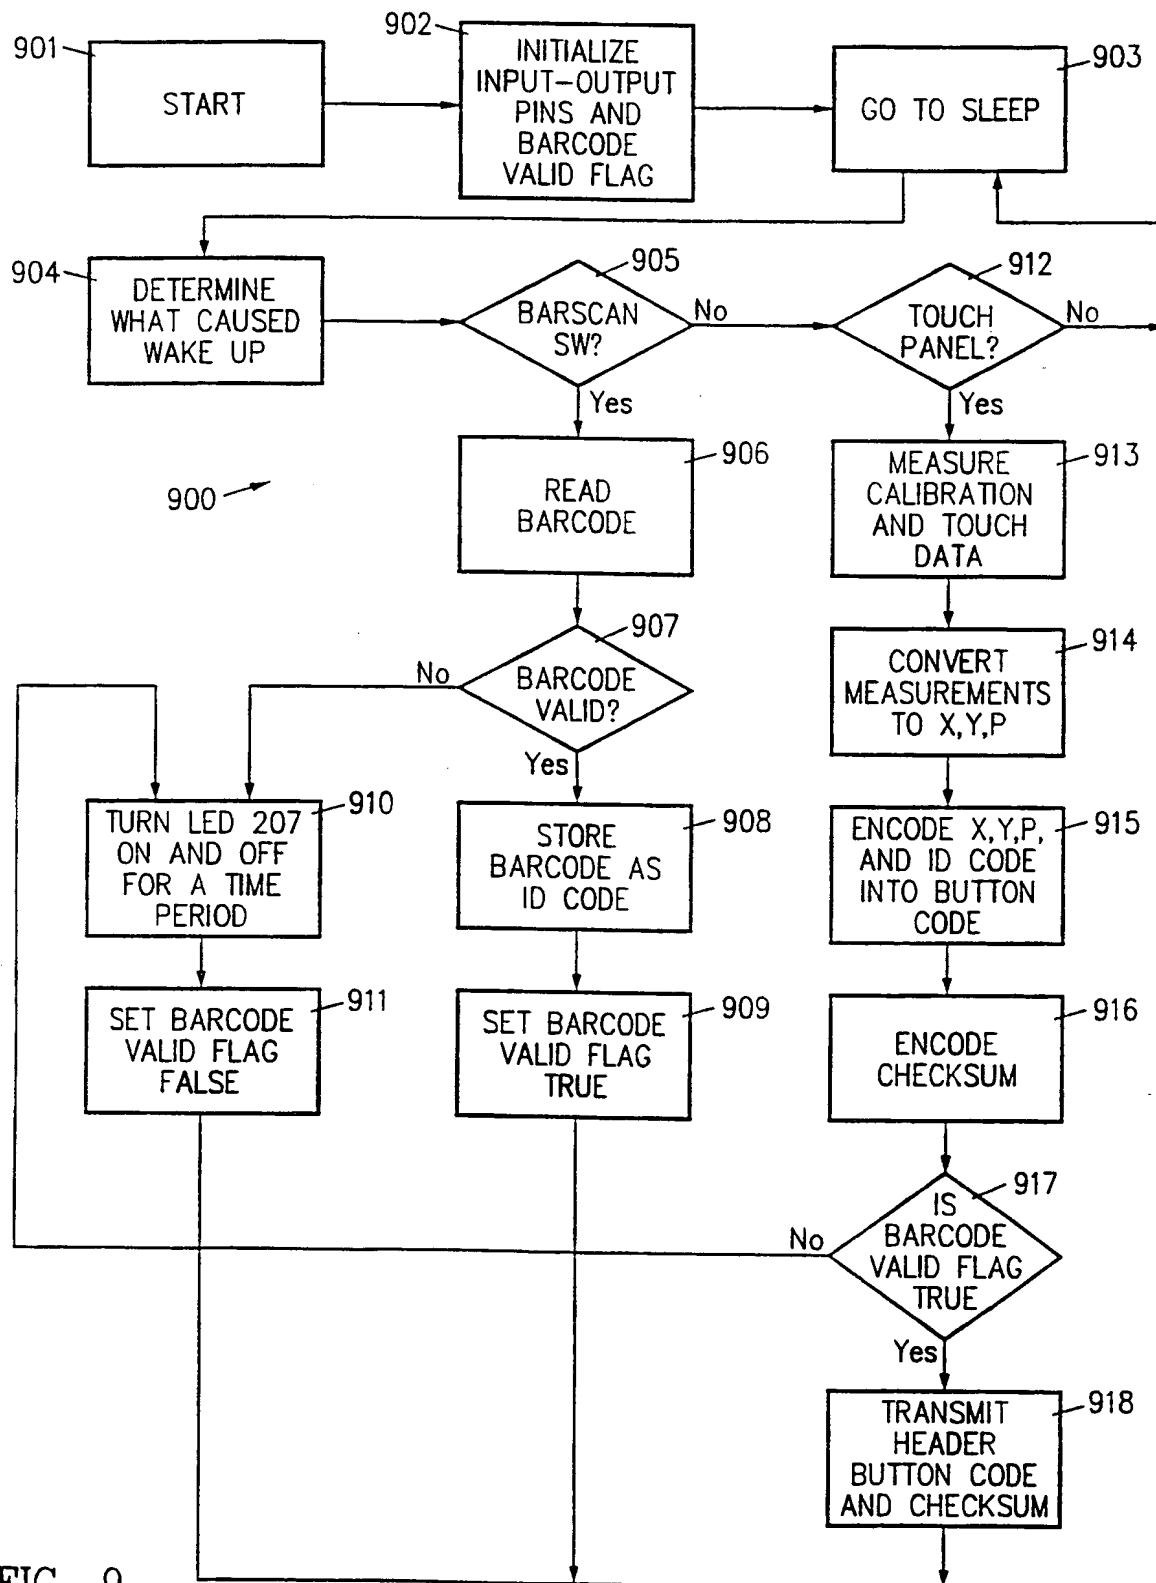 901
START
902
INITIALIZE
INPUT-OUTPUT
PINS AND
BARCODE
VALID FLAG
903
GO TO SLEEP
904
DETERMINE
WHAT CAUSED
WAKE UP
905
BARSCAN
SW?
No
Yes
912
TOUCH
PANEL?
No
Yes
900
906
READ
BARCODE
913
MEASURE
CALIBRATION
AND TOUCH
DATA
907
BARCODE
VALID?
No
Yes
914
CONVERT
MEASUREMENTS
TO X,Y,P
910
TURN LED 207
ON AND OFF
FOR A TIME
PERIOD
908
STORE
BARCODE AS
ID CODE
915
ENCODE X,Y,P,
AND ID CODE
INTO BUTTON
CODE
911
SET BARCODE
VALID FLAG
FALSE
909
SET BARCODE
VALID FLAG
TRUE
916
ENCODE
CHECKSUM
917
IS
BARCODE
VALID FLAG
TRUE
No
Yes
918
TRANSMIT
HEADER
BUTTON CODE
AND CHECKSUM
FIG. 9